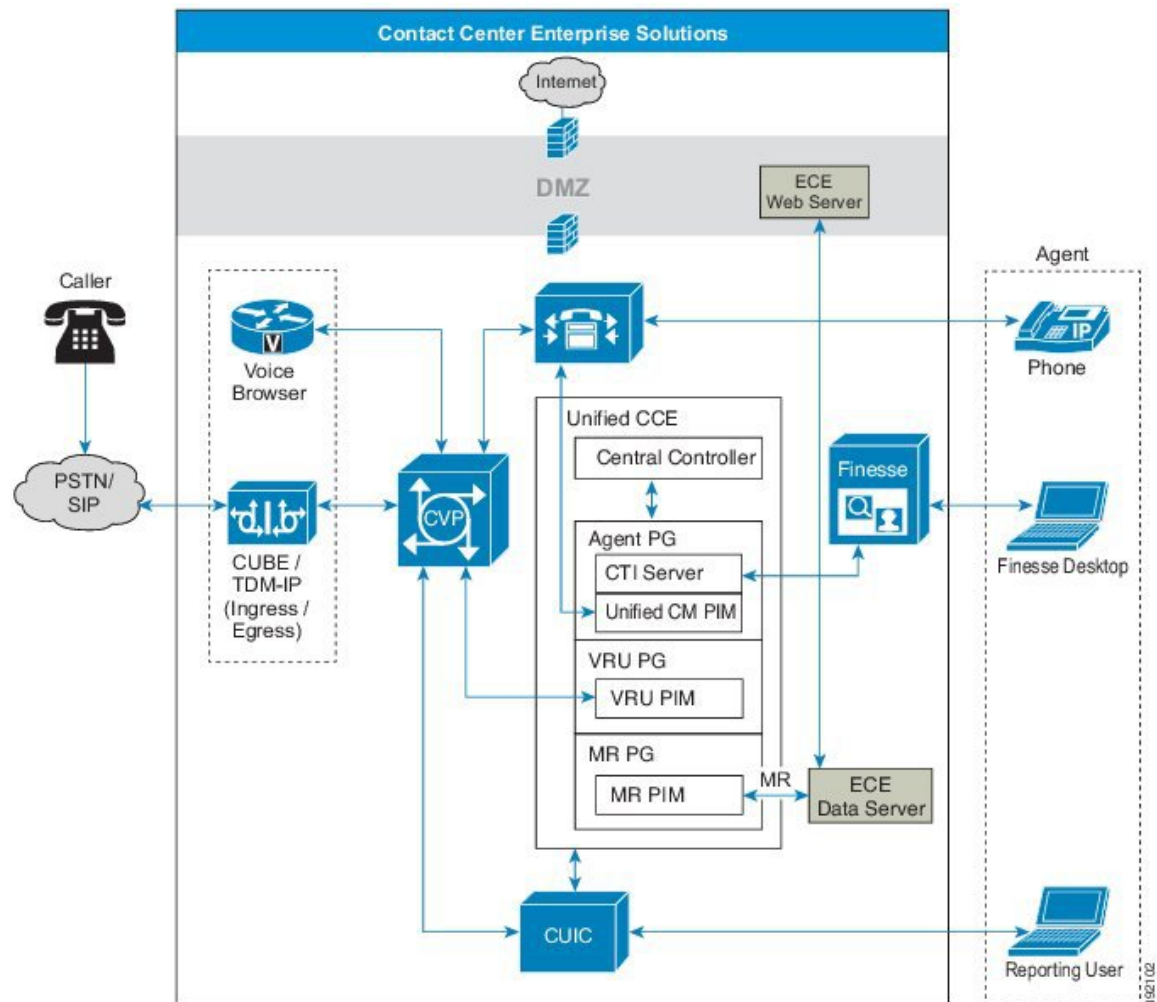 Contact Center Enterprise Solutions
Internet
DMZ
ECE
Web Server
Caller
Agent
V
Voice
Browser
IP
Phone
PSTN/
SIP
CUBE /
TDM-IP
(Ingress /
Egress)
CVP
Unified CCE
Central Controller
Agent PG
CTI Server
Unified CM PIM
VRU PG
VRU PIM
MR PG
MR PIM
MR
Finesse
Finesse Desktop
ECE
Data Server
CUIC
Reporting User